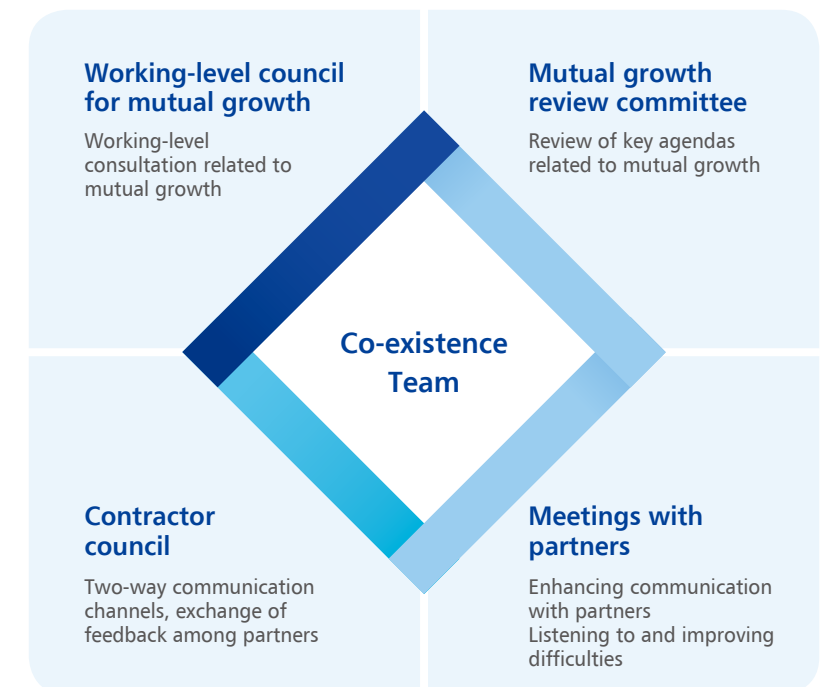 Working-level council
for mutual growth
Working-level
consultation related to
mutual growth
Mutual growth
review committee
Review of key agendas
related to mutual growth
Co-existence
Team
Contractor
council
Two-way communication
channels, exchange of
feedback among partners
Meetings with
partners
Enhancing communication
with partners
Listening to and improving
difficulties